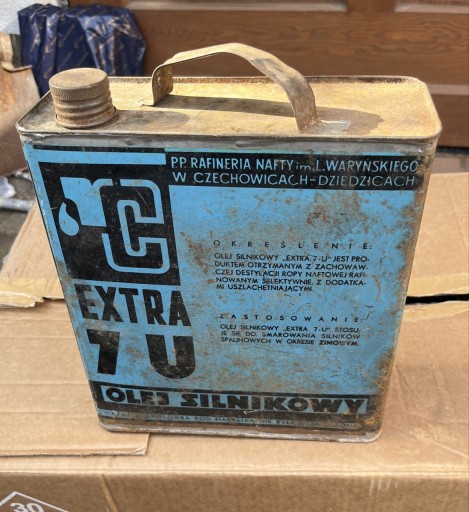 P.P. RAFINERIA NAFTY im. L. WARYŃSKIEGO
W CZECHOWICACH-DZIEDZICACH
C
EXTRA
7 U
OKREŚLENIE:
OLEJ SILNIKOWY „EXTRA 7-U" JEST PRO-
DUKTEM OTRZYMANYM Z ZACHOWAW-
CZEJ DESTYLACJI ROPY NAFTOWEJ RAFI-
NOWANYM SELEKTYWNIE, Z DODATKA-
MI USZLACHETNIAJĄCYMI.
ZASTOSOWANIE:
OLEJ SILNIKOWY „EXTRA 7-U" STOSU-
JE SIĘ DO SMAROWANIA SILNIKÓW
SPALINOWYCH W OKRESIE ZIMOWYM.
OLEJ SILNIKOWY
POD
30